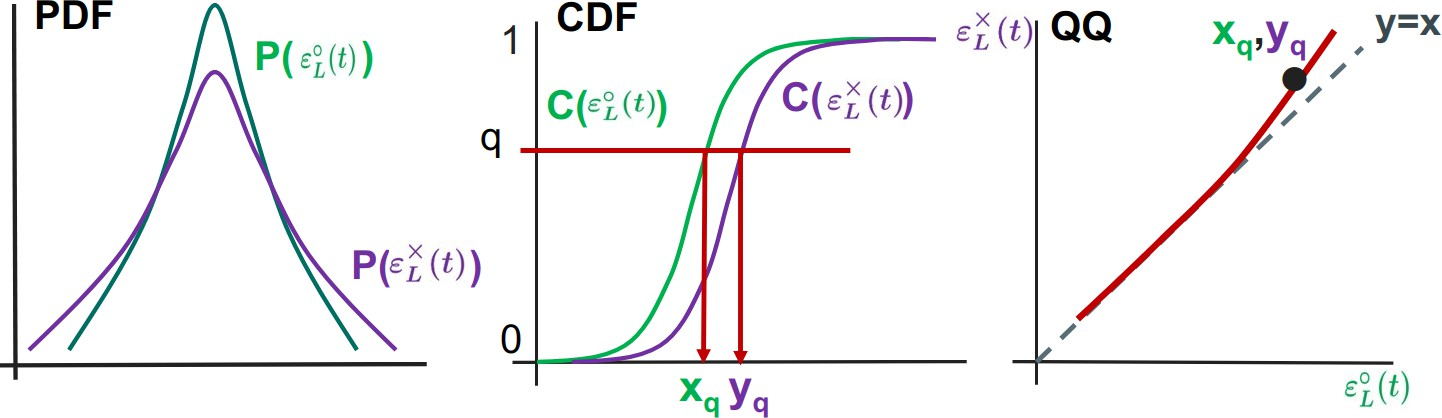 PDF
P(ε°_L(t))
P(ε×_L(t))
CDF
1
q
0
C(ε°_L(t))
C(ε×_L(t))
x_q y_q
ε×_L(t)
QQ
x_q,y_q
y=x
ε°_L(t)